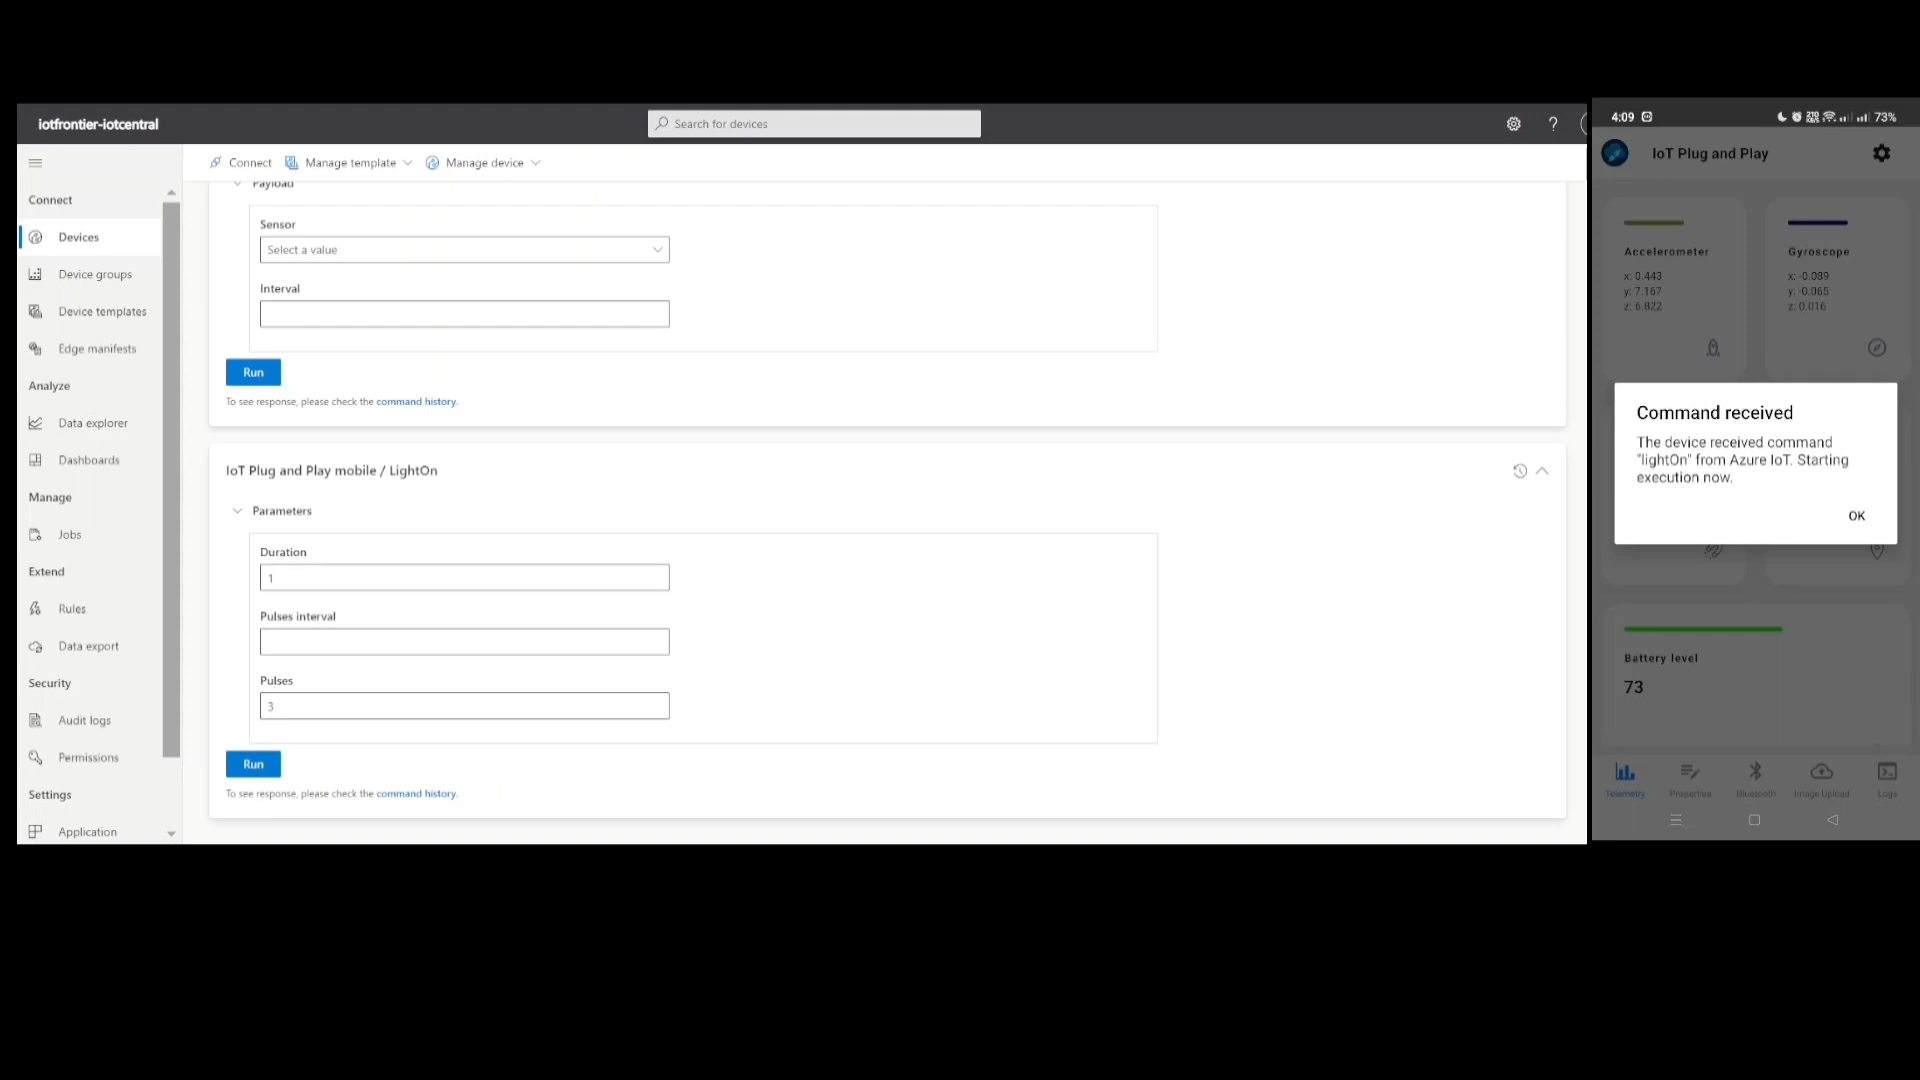 iotfrontier-iotcentral
Search for devices
?
Connect
Manage template
Manage device
Connect
Devices
Device groups
Device templates
Edge manifests
Analyze
Data explorer
Dashboards
Manage
Jobs
Extend
Rules
Data export
Security
Audit logs
Permissions
Settings
Application
Payload
Sensor
Select a value
Interval
Run
To see response, please check the command history.
IoT Plug and Play mobile / LightOn
Parameters
Duration
1
Pulses interval
Pulses
3
Run
To see response, please check the command history.
4:09
73%
IoT Plug and Play
Accelerometer
x: 0.443
y: 7.167
z: 6.822
Gyroscope
x: -0.089
y: -0.065
z: 0.016
Command received
The device received command
"lightOn" from Azure IoT. Starting
execution now.
OK
Battery level
73
Telemetry
Properties
Bluetooth
Image Upload
Logs